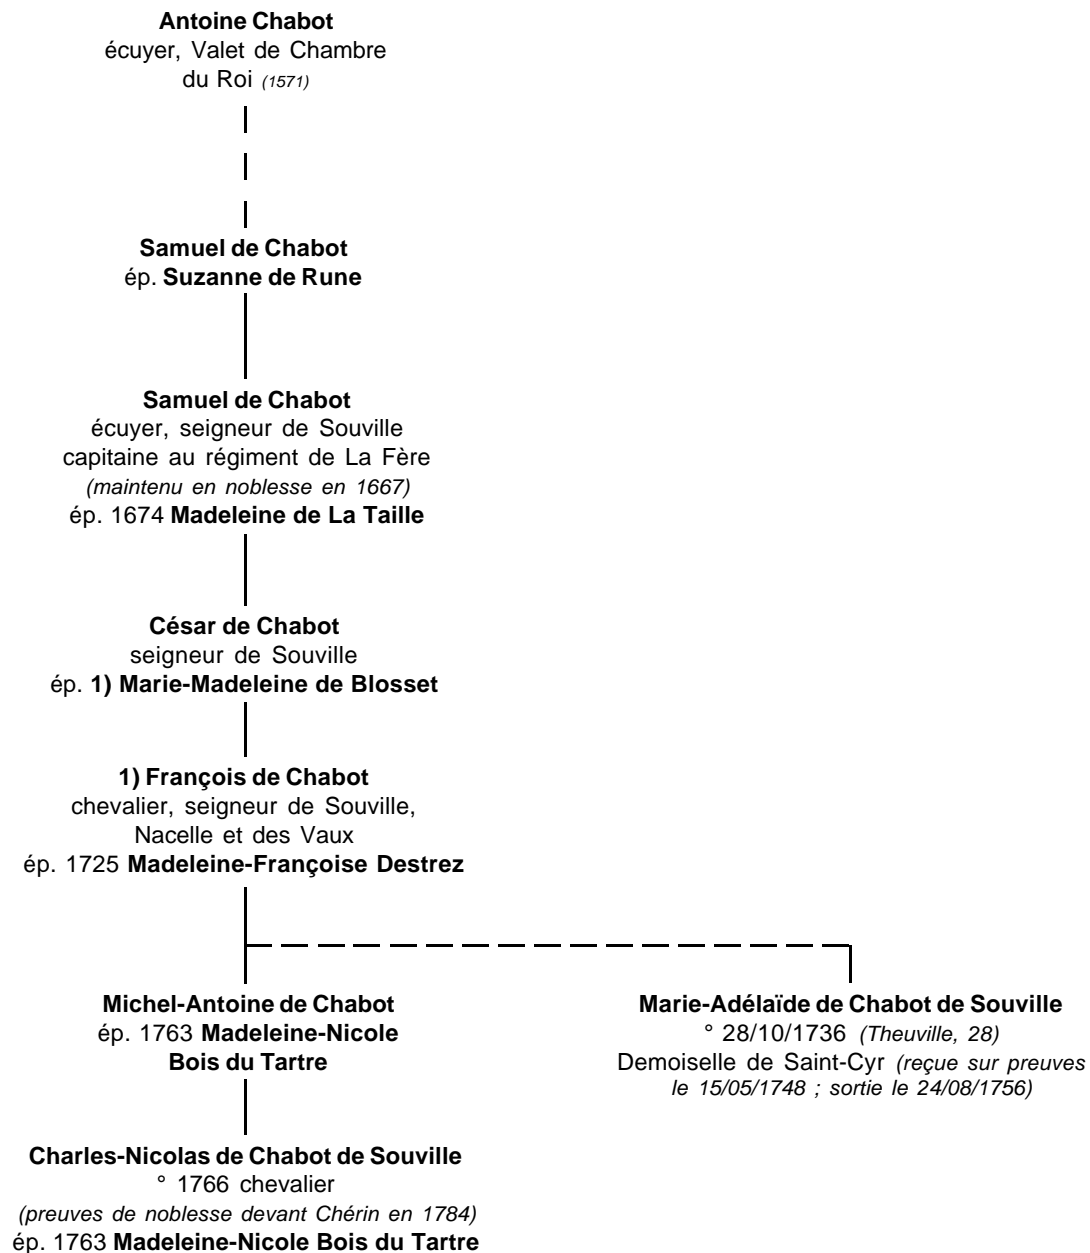 Antoine Chabot
écuyer, Valet de Chambre
du Roi (1571)
Samuel de Chabot
ép. Suzanne de Rune
Samuel de Chabot
écuyer, seigneur de Souville
capitaine au régiment de La Fère
(maintenu en noblesse en 1667)
ép. 1674 Madeleine de La Taille
César de Chabot
seigneur de Souville
ép. 1) Marie-Madeleine de Blosset
1) François de Chabot
chevalier, seigneur de Souville,
Nacelle et des Vaux
ép. 1725 Madeleine-Françoise Destrez
Michel-Antoine de Chabot
ép. 1763 Madeleine-Nicole
Bois du Tartre
Marie-Adélaïde de Chabot de Souville
° 28/10/1736 (Theuville, 28)
Demoiselle de Saint-Cyr (reçue sur preuves
le 15/05/1748 ; sortie le 24/08/1756)
Charles-Nicolas de Chabot de Souville
° 1766 chevalier
(preuves de noblesse devant Chérin en 1784)
ép. 1763 Madeleine-Nicole Bois du Tartre